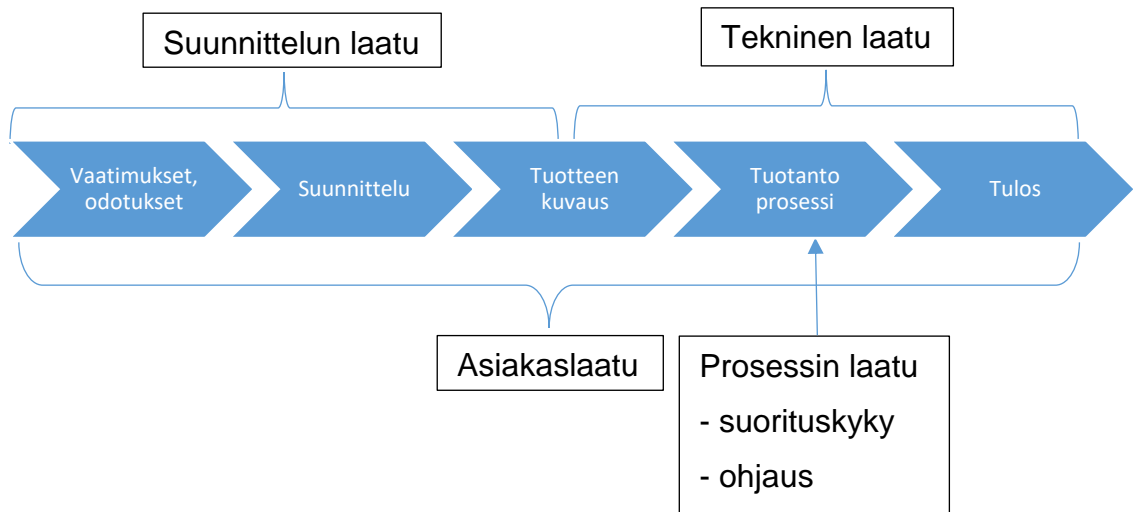 Suunnittelun laatu
Tekninen laatu
Vaatimukset,
odotukset
Suunnittelu
Tuotteen
kuvaus
Tuotanto
prosessi
Tulos
Asiakaslaatu
Prosessin laatu
- suorituskyky
- ohjaus